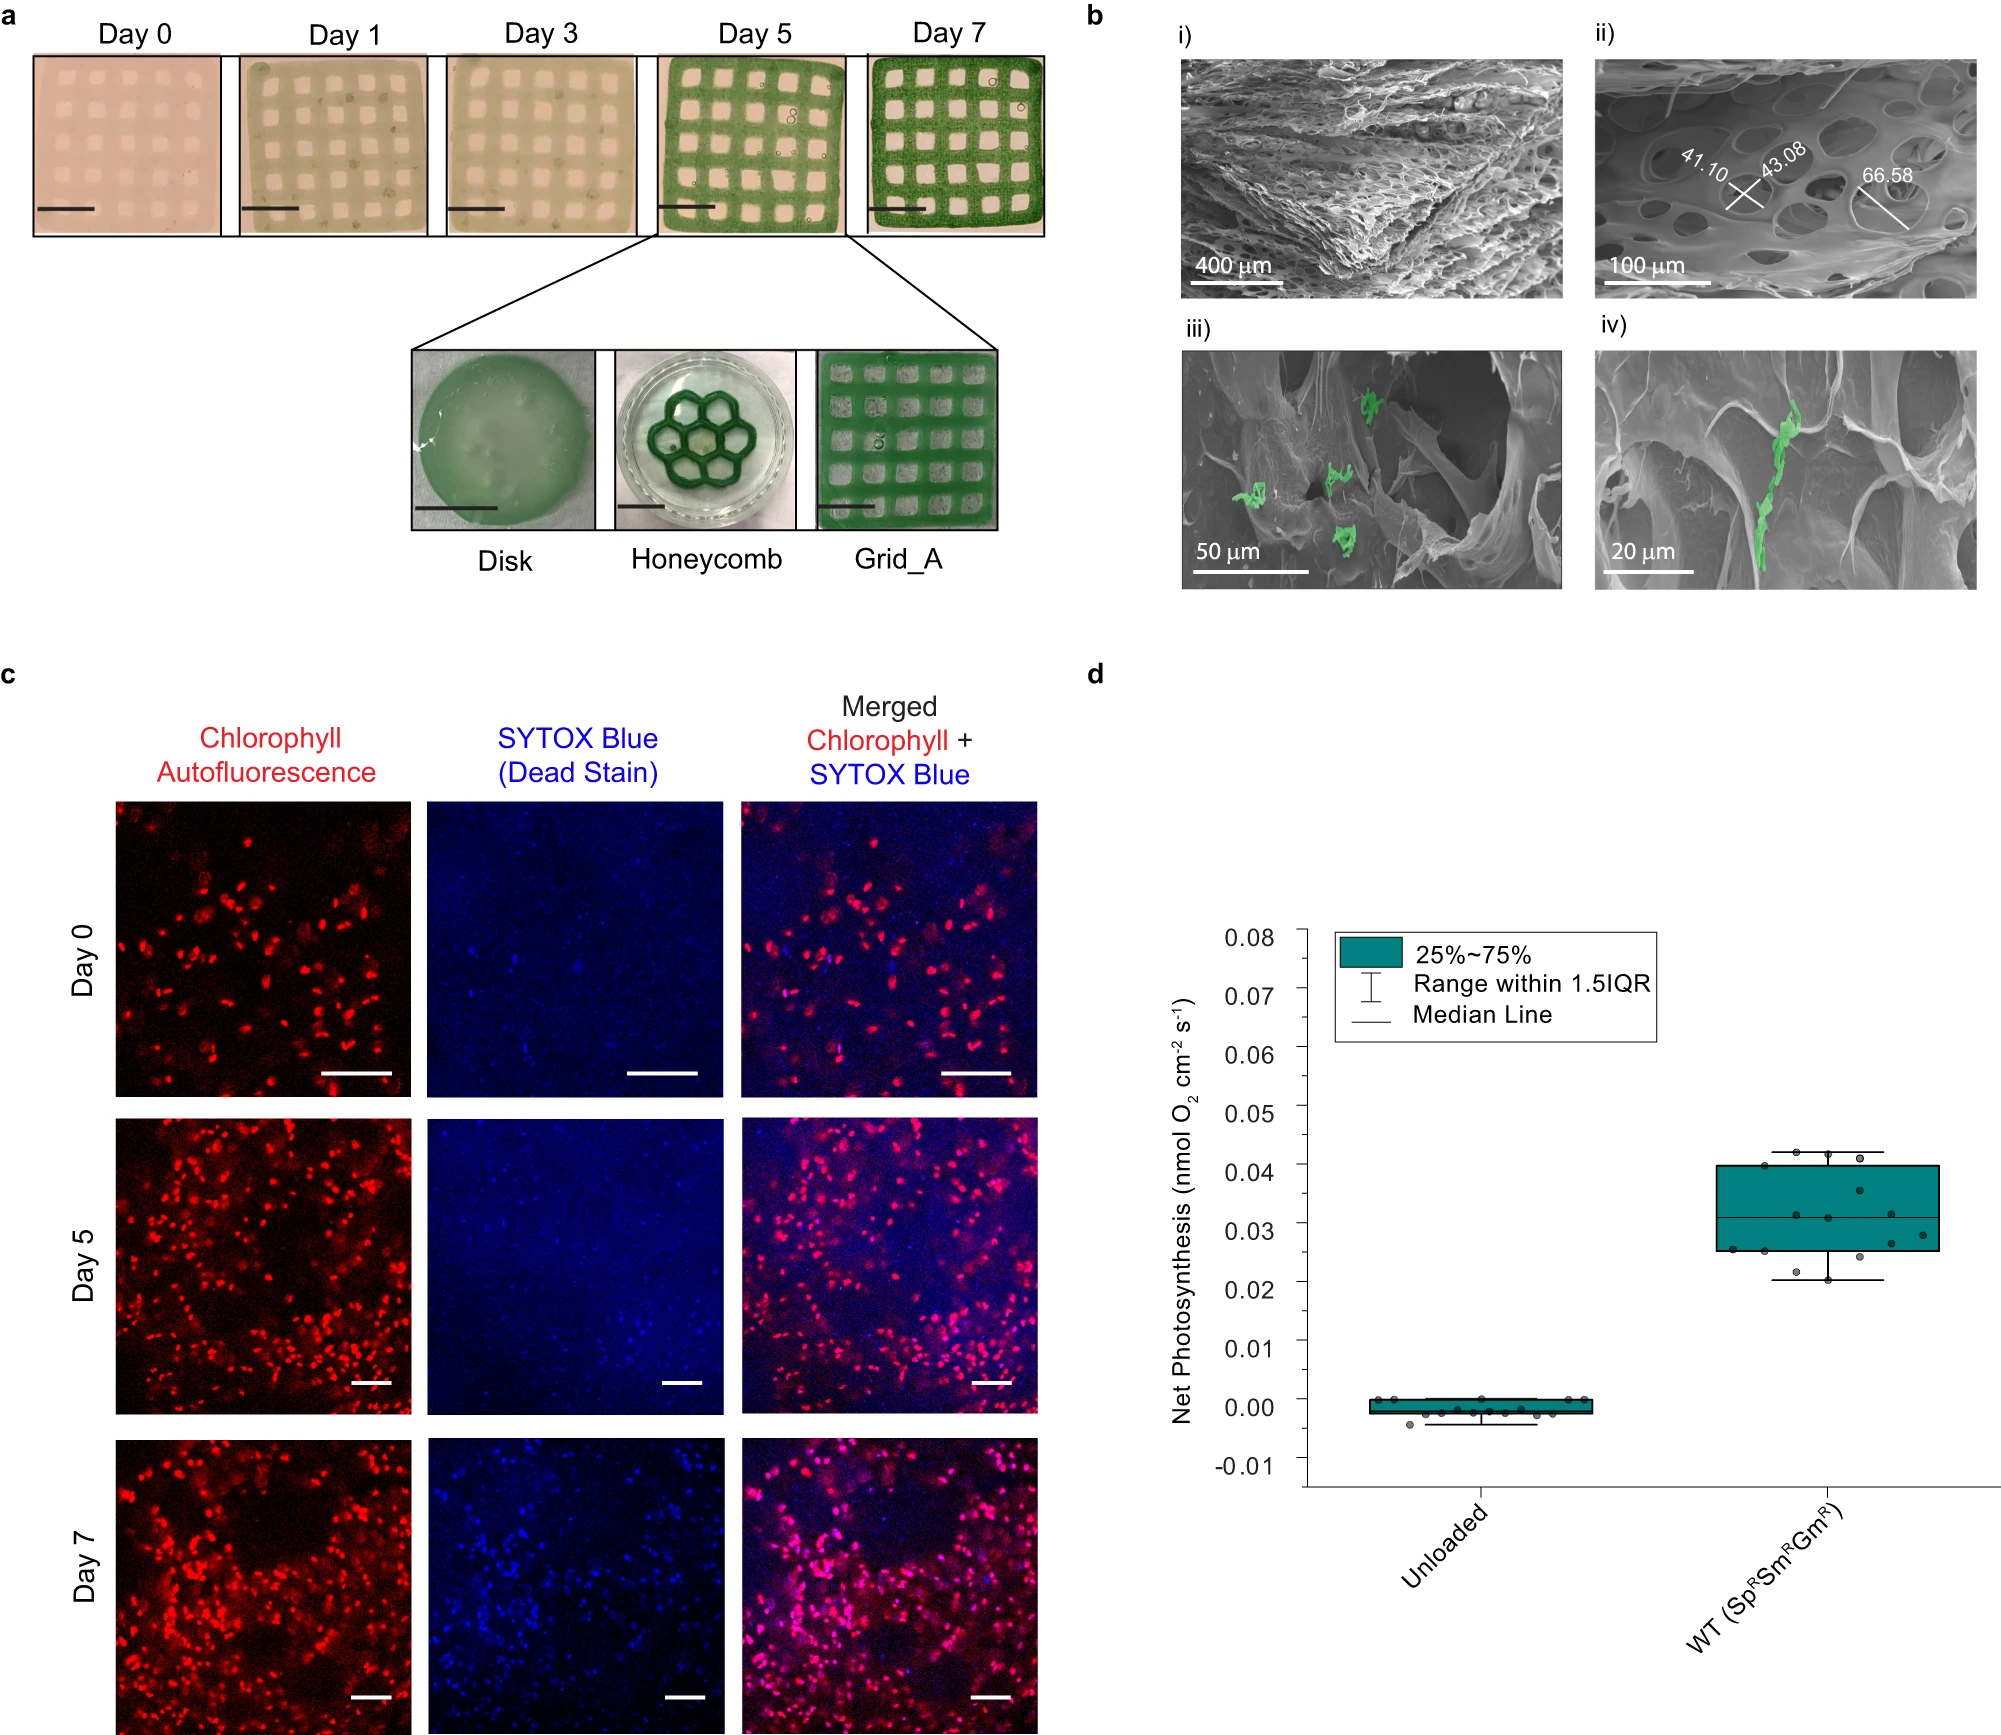 a
Day 0
Day 1
Day 3
Day 5
Day 7
Disk
Honeycomb
Grid_A
b
i)
ii)
400 µm
41.10
43.08
66.58
100 µm
iii)
iv)
50 µm
20 µm
c
Chlorophyll
Autofluorescence
SYTOX Blue
(Dead Stain)
Merged
Chlorophyll +
SYTOX Blue
Day 0
Day 5
Day 7
d
Net Photosynthesis (nmol O₂ cm⁻² s⁻¹)
0.08
0.07
0.06
0.05
0.04
0.03
0.02
0.01
0.00
-0.01
25%~75%
Range within 1.5IQR
Median Line
Unloaded
WT (SpᴿSmᴿGmᴿ)